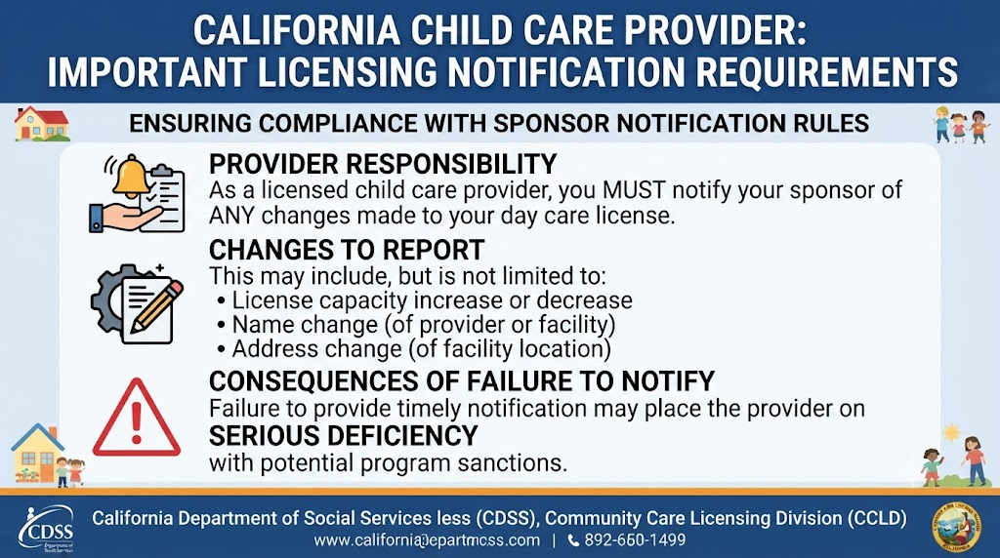 CALIFORNIA CHILD CARE PROVIDER:
IMPORTANT LICENSING NOTIFICATION REQUIREMENTS
ENSURING COMPLIANCE WITH SPONSOR NOTIFICATION RULES
PROVIDER RESPONSIBILITY
As a licensed child care provider, you MUST notify your sponsor of
ANY changes made to your day care license.
CHANGES TO REPORT
This may include, but is not limited to:
• License capacity increase or decrease
• Name change (of provider or facility)
• Address change (of facility location)
CONSEQUENCES OF FAILURE TO NOTIFY
Failure to provide timely notification may place the provider on
SERIOUS DEFICIENCY
with potential program sanctions.
California Department of Social Services less (CDSS), Community Care Licensing Division (CCLD)
| 892-660-1499
CDSS